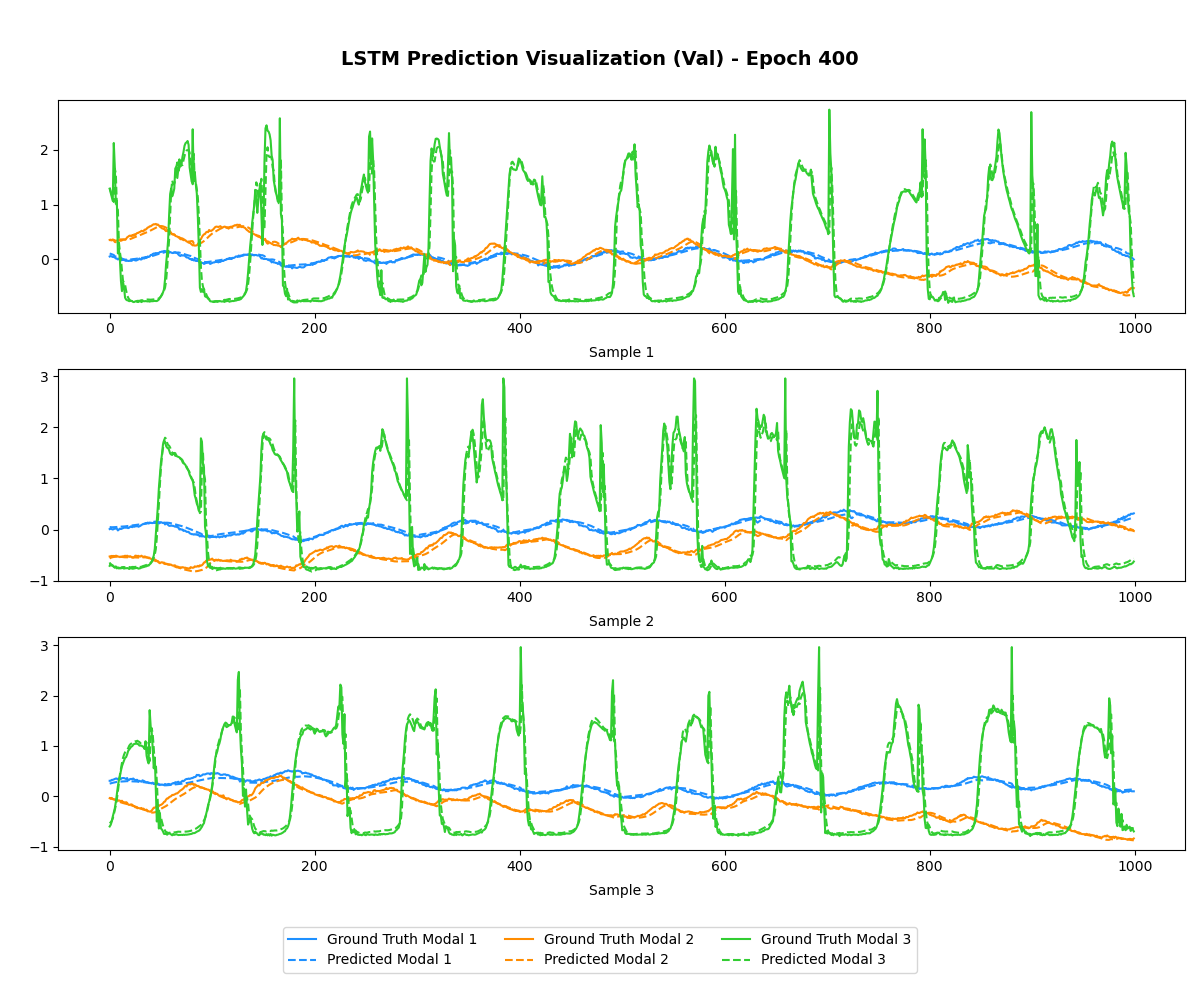 LSTM Prediction Visualization (Val) - Epoch 400
2
1
0
0 200 400 600 800 1000
Sample 1
3
2
1
0
−1
0 200 400 600 800 1000
Sample 2
3
2
1
0
−1
0 200 400 600 800 1000
Sample 3
Ground Truth Modal 1 Ground Truth Modal 2 Ground Truth Modal 3
Predicted Modal 1 Predicted Modal 2 Predicted Modal 3